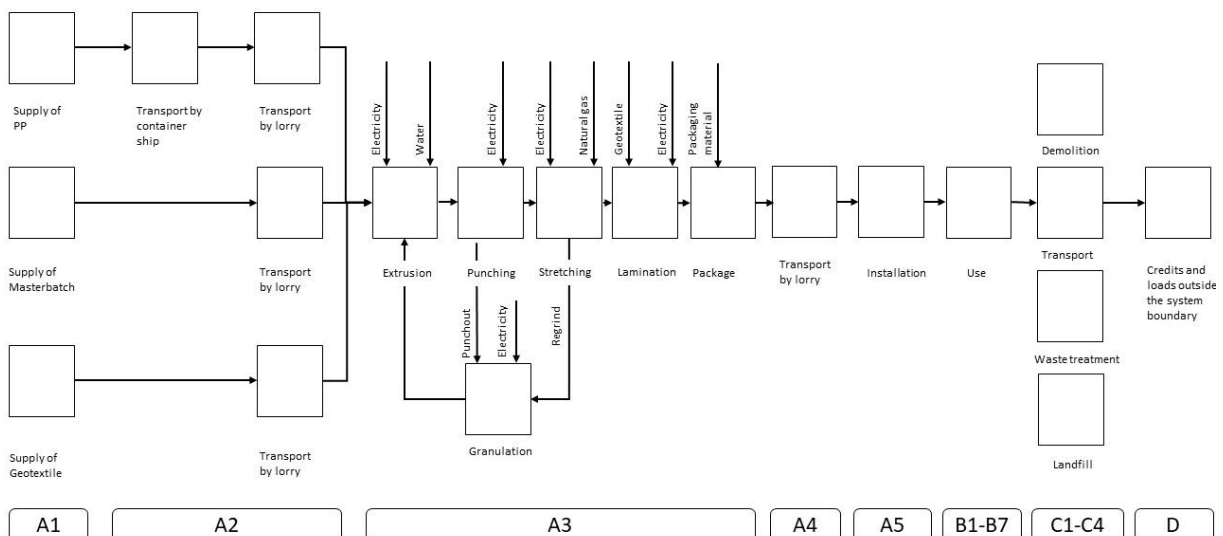 Supply of
PP
Transport by
container
ship
Transport
by lorry
Supply of
Masterbatch
Transport
by lorry
Supply of
Geotextile
Transport
by lorry
Electricity
Water
Electricity
Electricity
Natural gas
Geotextile
Electricity
Packaging
material
Extrusion
Punching
Stretching
Lamination
Package
Punchout
Electricity
Regrind
Granulation
Transport
by lorry
Installation
Use
Demolition
Transport
Waste treatment
Landfill
Credits and
loads outside
the system
boundary
A1
A2
A3
A4
A5
B1-B7
C1-C4
D